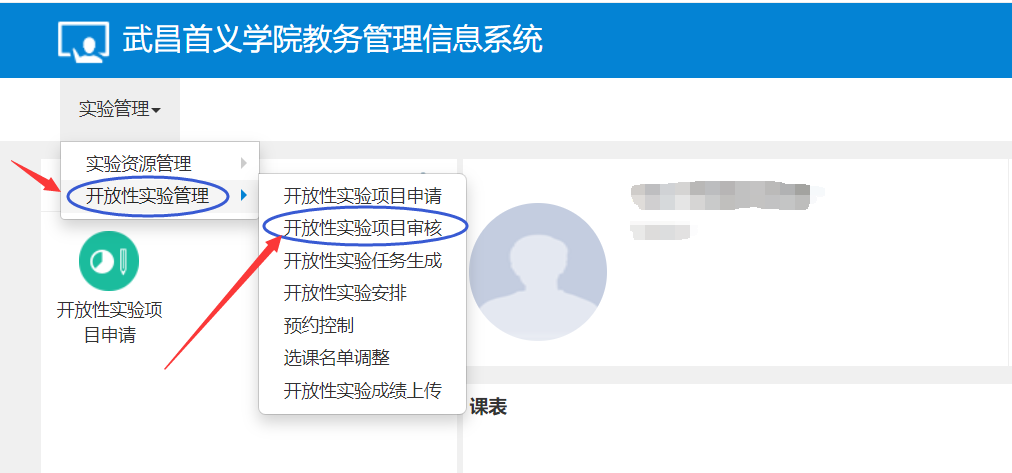 武昌首义学院教务管理信息系统
实验管理
实验资源管理
开放性实验管理
开放性实验项目申请
开放性实验项目审核
开放性实验任务生成
开放性实验安排
预约控制
选课名单调整
开放性实验成绩上传
开放性实验项
目申请
课表